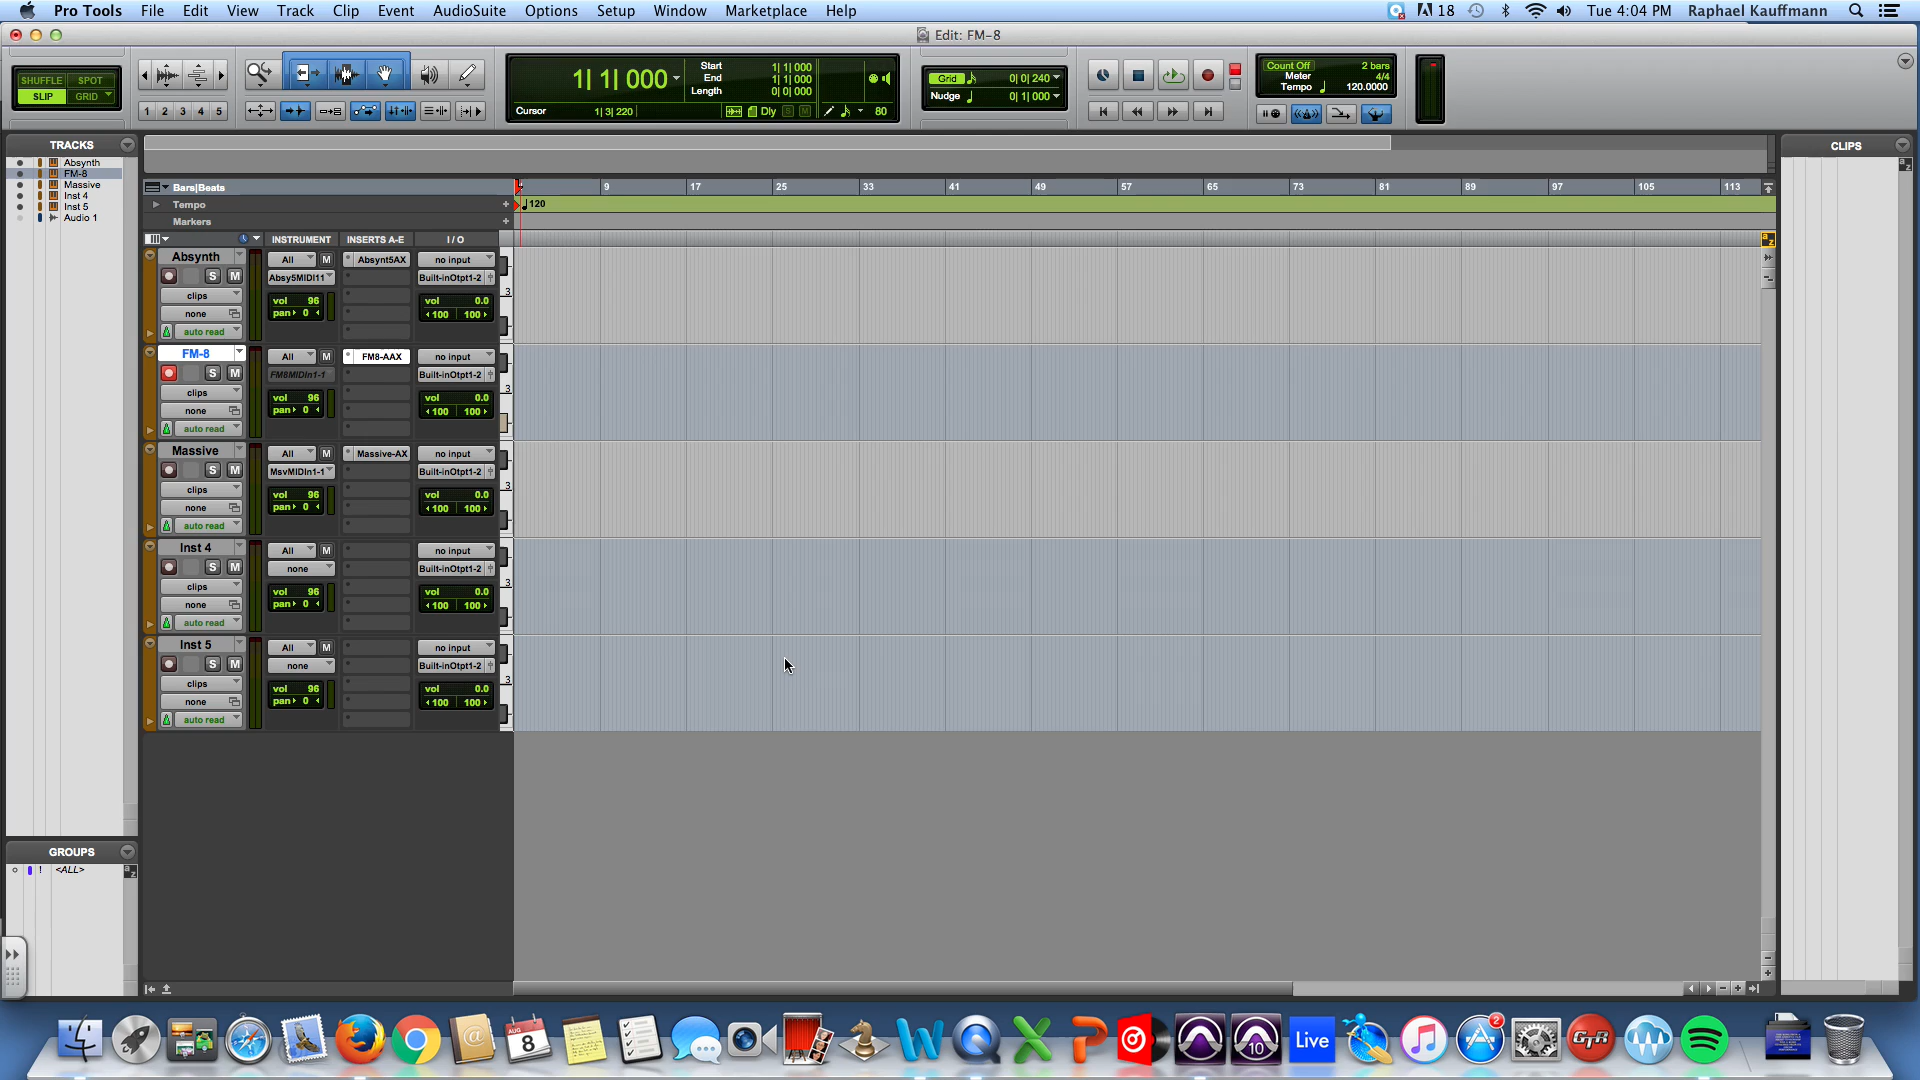 Pro Tools File Edit View Track Clip Event AudioSuite Options Setup Window Marketplace Help 18 Tue 4:04 PM Raphael Kauffmann
Edit: FM-8
SHUFFLE SPOT
SLIP GRID
1 2 3 4 5
1| 1| 000
Start 1| 1| 000
End 1| 1| 000
Length 0| 0| 000
Cursor 1| 3| 220 Dly S M 80
Grid 0| 0| 240
Nudge 0| 1| 000
Count Off 2 bars
Meter 4/4
Tempo 120.0000
TRACKS
Absynth
FM-8
Massive
Inst 4
Inst 5
Audio 1
CLIPS
Bars|Beats 9 17 25 33 41 49 57 65 73 81 89 97 105 113
Tempo 120
Markers
INSTRUMENT INSERTS A-E I / O
Absynth All M Absynt5AX no input
S M Absy5MIDI11 Built-inOtpt1-2
clips vol 96 vol 0.0
none pan 0 100 100
auto read
3
FM-8 All M FM8-AAX no input
S M FM8MIDIn1-1 Built-inOtpt1-2
clips vol 96 vol 0.0
none pan 0 100 100
auto read
3
Massive All M Massive-AX no input
S M MsvMIDIn1-1 Built-inOtpt1-2
clips vol 96 vol 0.0
none pan 0 100 100
auto read
3
Inst 4 All M no input
S M none Built-inOtpt1-2
clips vol 96 vol 0.0
none pan 0 100 100
auto read
3
Inst 5 All M no input
S M none Built-inOtpt1-2
clips vol 96 vol 0.0
none pan 0 100 100
auto read
3
GROUPS
! <ALL>
AUG
8
10
Live
2
GTR